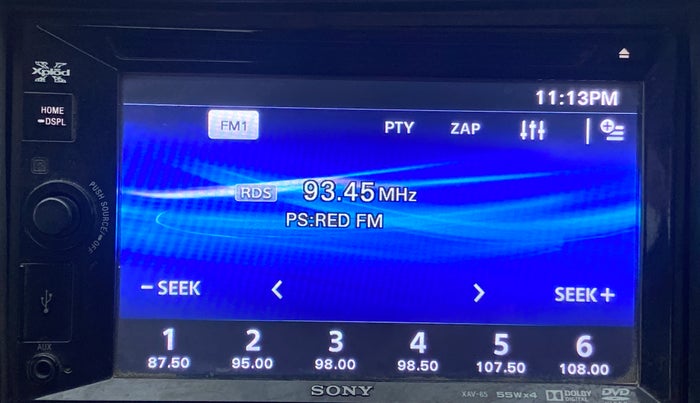 Xplod
11:13PM
HOME
DSPL
FM1 PTY ZAP
PUSH SOURCE/OFF
RDS 93.45 MHz
PS:RED FM
– SEEK < > SEEK +
1 2 3 4 5 6
87.50 95.00 98.00 98.50 107.50 108.00
AUX
SONY XAV-65 55Wx4 DOLBY DIGITAL DVD